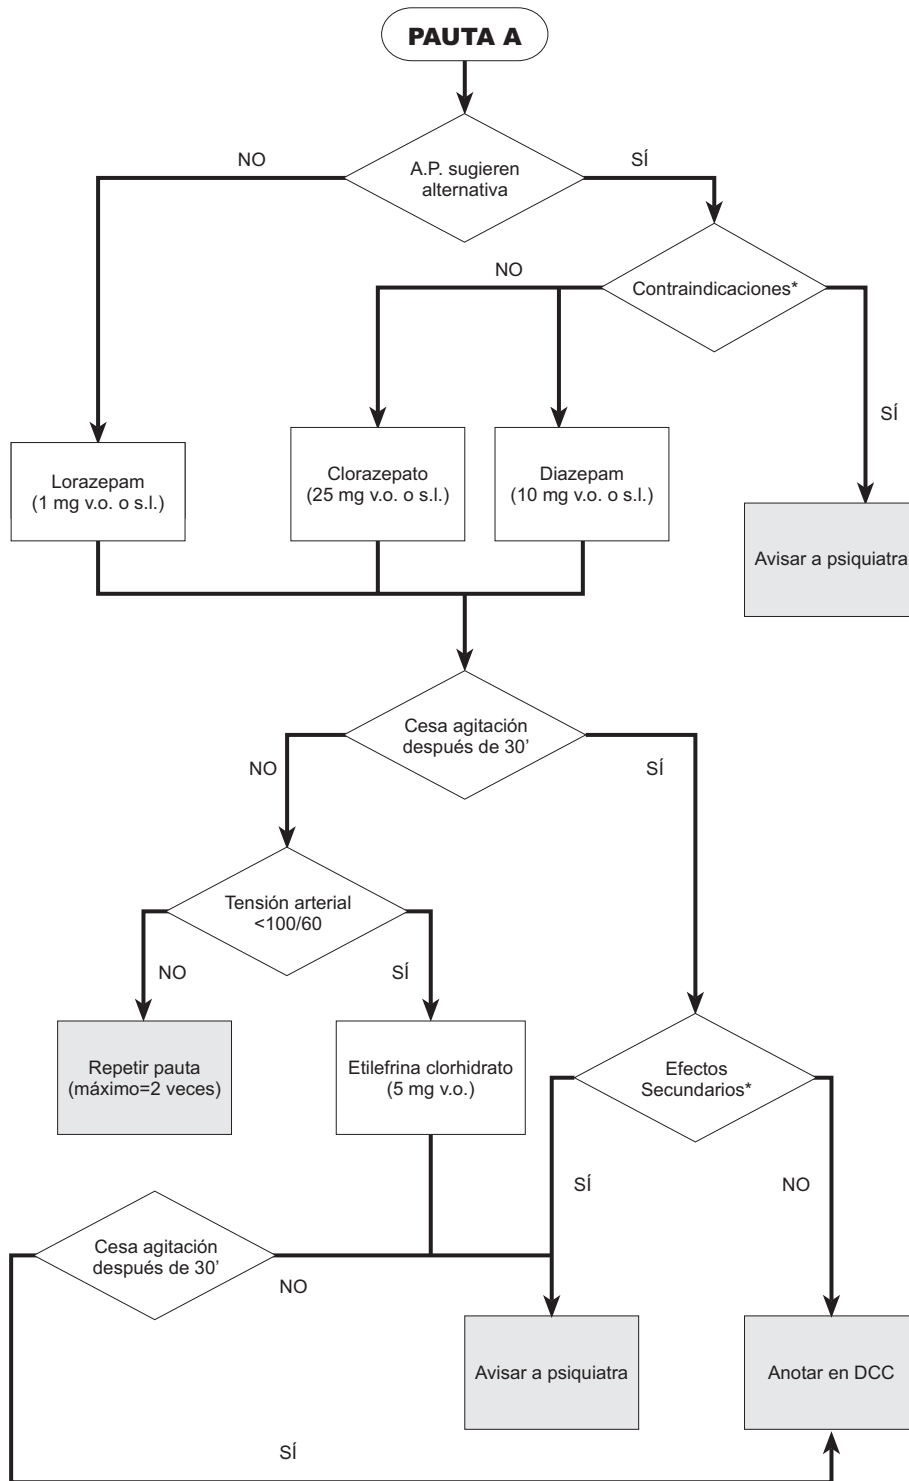 PAUTA A
A.P. sugieren
alternativa
NO
SÍ
Contraindicaciones*
NO
SÍ
Lorazepam
(1 mg v.o. o s.l.)
Clorazepato
(25 mg v.o. o s.l.)
Diazepam
(10 mg v.o. o s.l.)
Avisar a psiquiatra
Cesa agitación
después de 30’
NO
SÍ
Tensión arterial
<100/60
NO
SÍ
Repetir pauta
(máximo=2 veces)
Etilefrina clorhidrato
(5 mg v.o.)
Efectos
Secundarios*
SÍ
NO
Cesa agitación
después de 30’
NO
Avisar a psiquiatra
Anotar en DCC
SÍ